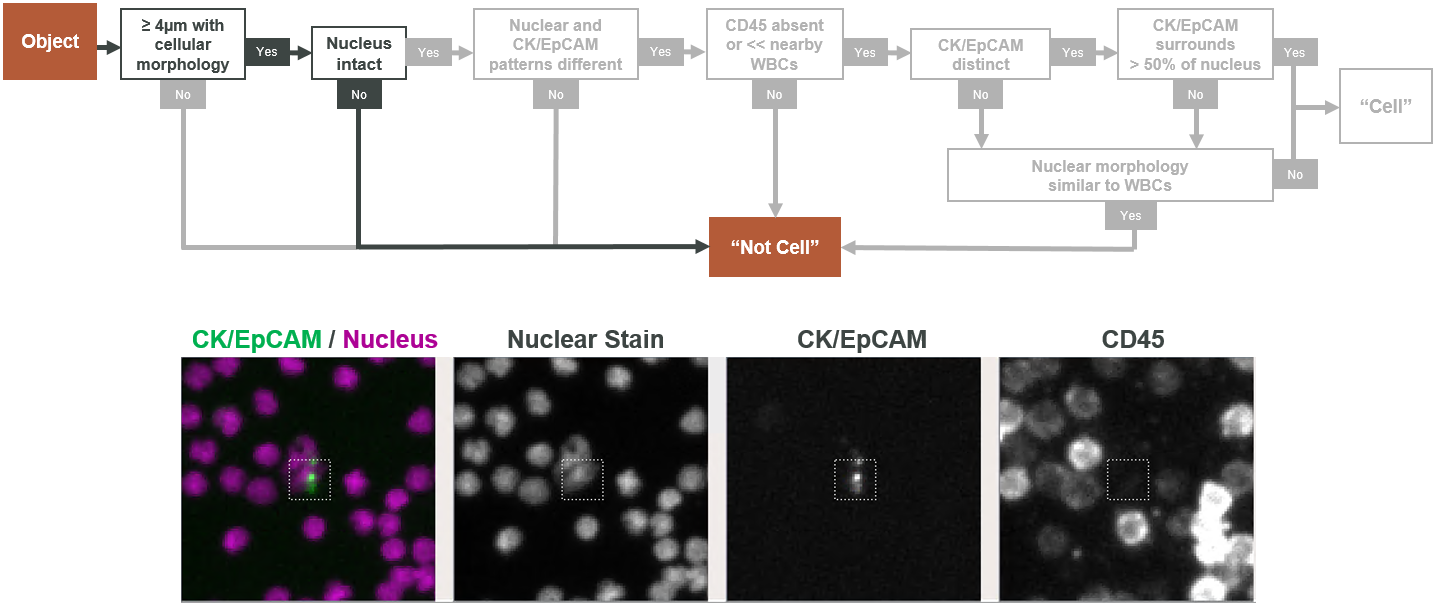 Object
≥ 4µm with
cellular
morphology
Yes
No
Nucleus
intact
Yes
No
Nuclear and
CK/EpCAM
patterns different
Yes
No
CD45 absent
or << nearby
WBCs
Yes
No
CK/EpCAM
distinct
Yes
No
CK/EpCAM
surrounds
> 50% of nucleus
Yes
No
“Cell”
Nuclear morphology
similar to WBCs
No
Yes
“Not Cell”
CK/EpCAM / Nucleus
Nuclear Stain
CK/EpCAM
CD45